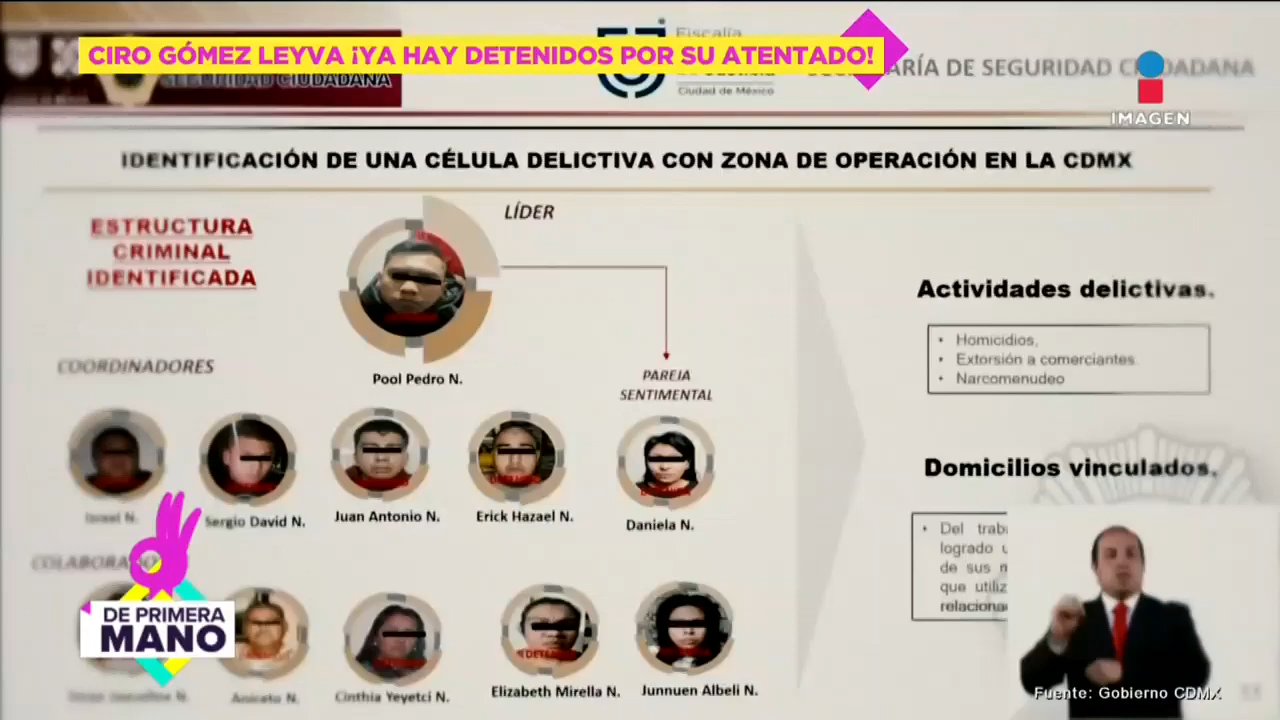 CIRO GÓMEZ LEYVA ¡YA HAY DETENIDOS POR SU ATENTADO!
SEGURIDAD CIUDADANA
Fiscalía
Ciudad de México
DE SEGURIDAD CIUDADANA
IMAGEN
IDENTIFICACIÓN DE UNA CÉLULA DELICTIVA CON ZONA DE OPERACIÓN EN LA CDMX
ESTRUCTURA
CRIMINAL
IDENTIFICADA
LÍDER
Pool Pedro N.
PAREJA
SENTIMENTAL
COORDINADORES
Israel N.
Sergio David N.
Juan Antonio N.
Erick Hazael N.
Daniela N.
Aniceto N.
Cinthia Yeyetci N.
Elizabeth Mirella N.
Junnuen Albeli N.
Actividades delictivas.
• Homicidios,
• Extorsión a comerciantes.
• Narcomenudeo
Domicilios vinculados.
• Del trab
logrado u
de sus m
que utiliz
relaciona
DE PRIMERA
MANO
Fuente: Gobierno CDMX